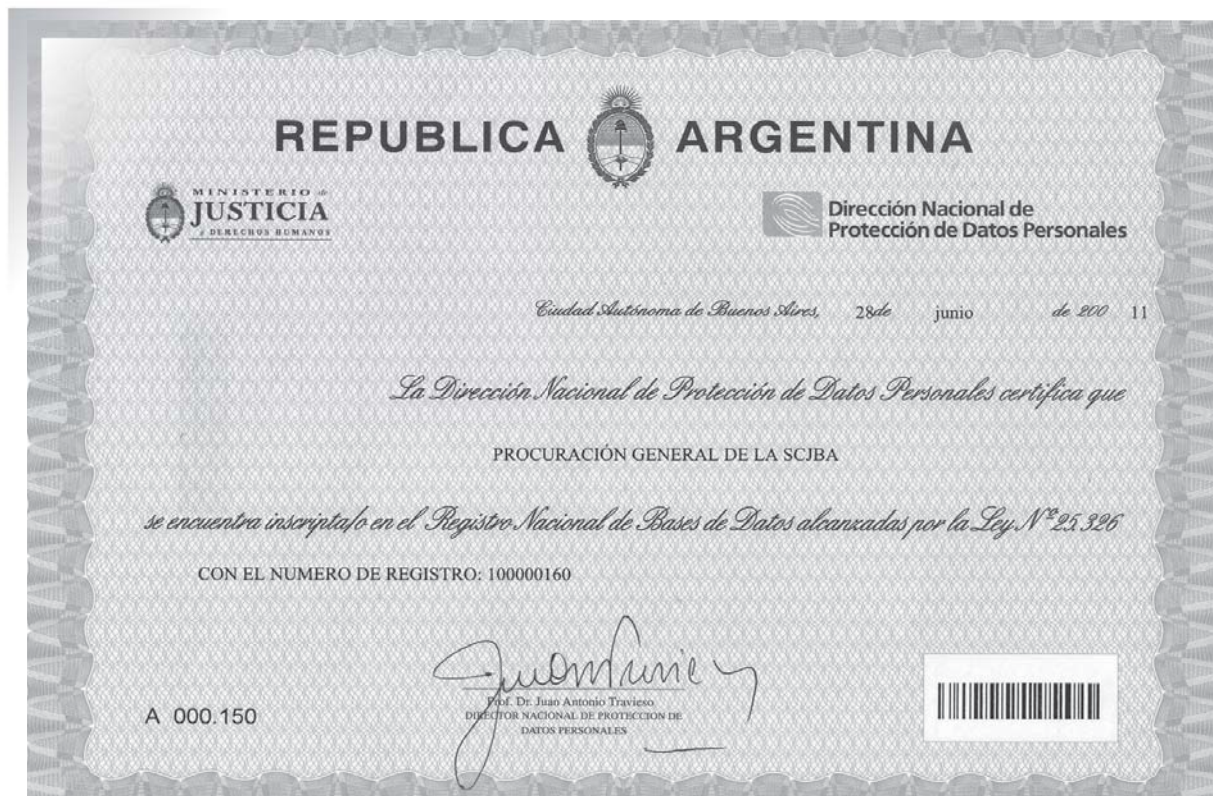 REPUBLICA ARGENTINA
MINISTERIO de
JUSTICIA
y DERECHOS HUMANOS
Dirección Nacional de
Protección de Datos Personales
Ciudad Autónoma de Buenos Aires, 28 de junio de 200 11
La Dirección Nacional de Protección de Datos Personales certifica que
PROCURACIÓN GENERAL DE LA SCJBA
se encuentra inscripta/o en el Registro Nacional de Bases de Datos alcanzadas por la Ley Nº 25.326
CON EL NUMERO DE REGISTRO: 100000160
Prof. Dr. Juan Antonio Travieso
DIRECTOR NACIONAL DE PROTECCION DE
DATOS PERSONALES
A 000.150